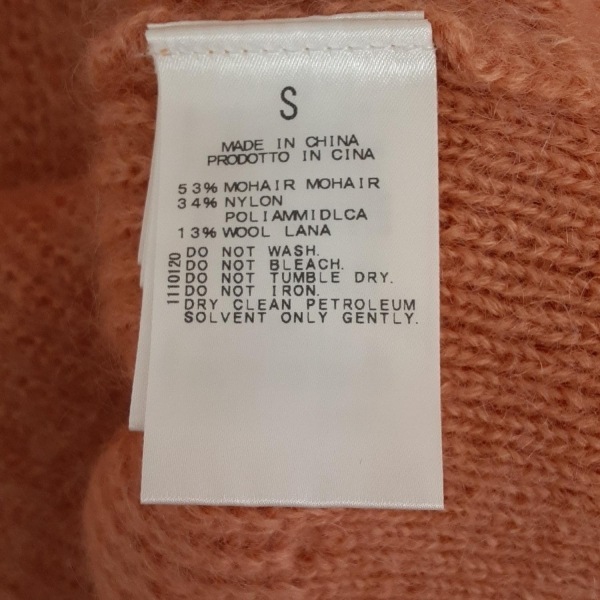 S
MADE IN CHINA
PRODOTTO IN CINA
53% MOHAIR MOHAIR
34% NYLON
POLIAMMIDLCA
13% WOOL LANA
1110120
DO NOT WASH.
DO NOT BLEACH.
DO NOT TUMBLE DRY.
DO NOT IRON.
DRY CLEAN PETROLEUM
SOLVENT ONLY GENTLY.